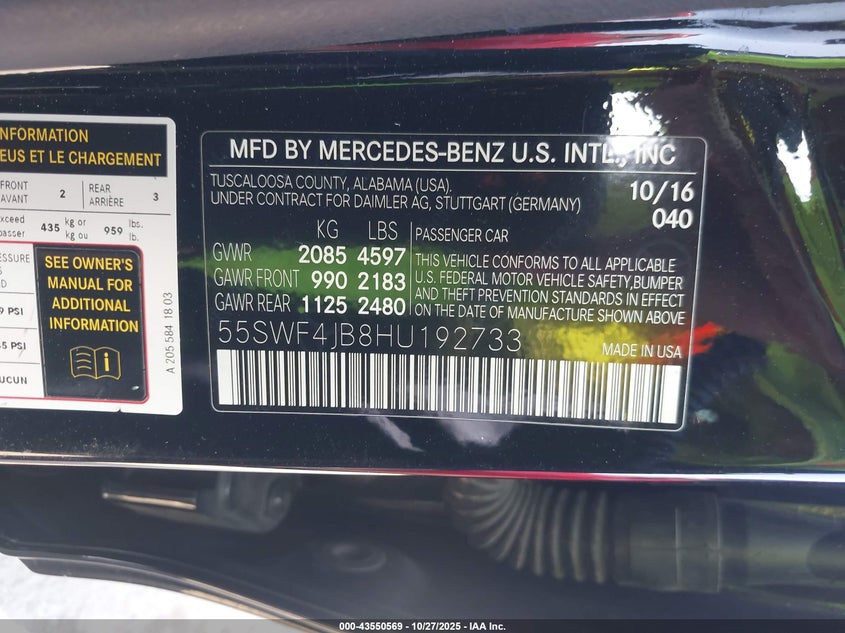 INFORMATION
EUS ET LE CHARGEMENT
FRONT
AVANT
2
REAR
ARRIÈRE
3
435 kg or
kg ou
959 lbs.
lb.
SEE OWNER'S
MANUAL FOR
ADDITIONAL
INFORMATION
PSI
PSI
A 205 584 18 03
MFD BY MERCEDES-BENZ U.S. INTL., INC
TUSCALOOSA COUNTY, ALABAMA (USA).
UNDER CONTRACT FOR DAIMLER AG, STUTTGART (GERMANY)
10/16
040
KG LBS
GVWR 2085 4597
GAWR FRONT 990 2183
GAWR REAR 1125 2480
PASSENGER CAR
THIS VEHICLE CONFORMS TO ALL APPLICABLE
U.S. FEDERAL MOTOR VEHICLE SAFETY,BUMPER
AND THEFT PREVENTION STANDARDS IN EFFECT
ON THE DATE OF MANUFACTURE SHOWN ABOVE
55SWF4JB8HU192733
MADE IN USA
000-43550569 • 10/27/2025 • IAA Inc.